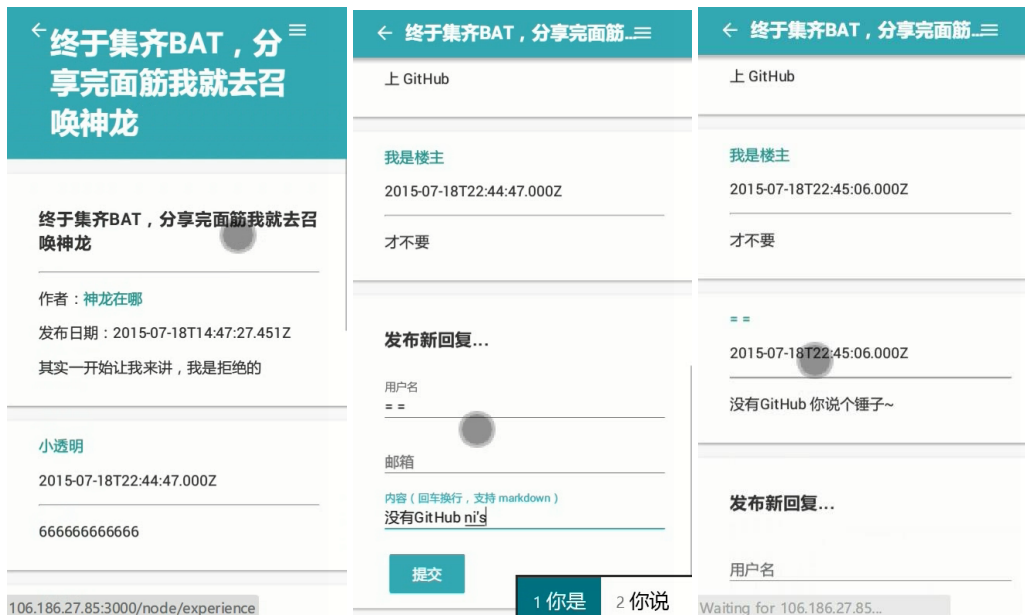 终于集齐BAT，分
享完面筋我就去召
唤神龙
终于集齐BAT，分享完面筋我就去召
唤神龙
作者：神龙在哪
发布日期：2015-07-18T14:47:27.451Z
其实一开始让我来讲，我是拒绝的
小透明
2015-07-18T22:44:47.000Z
666666666666
106.186.27.85:3000/node/experience
终于集齐BAT，分享完面筋...
上 GitHub
我是楼主
2015-07-18T22:44:47.000Z
才不要
发布新回复...
用户名
= =
邮箱
内容（回车换行，支持 markdown）
没有GitHub ni's
提交
1 你是 2 你说
终于集齐BAT，分享完面筋...
上 GitHub
我是楼主
2015-07-18T22:45:06.000Z
才不要
= =
2015-07-18T22:45:06.000Z
没有GitHub 你说个锤子~
发布新回复...
用户名
Waiting for 106.186.27.85...